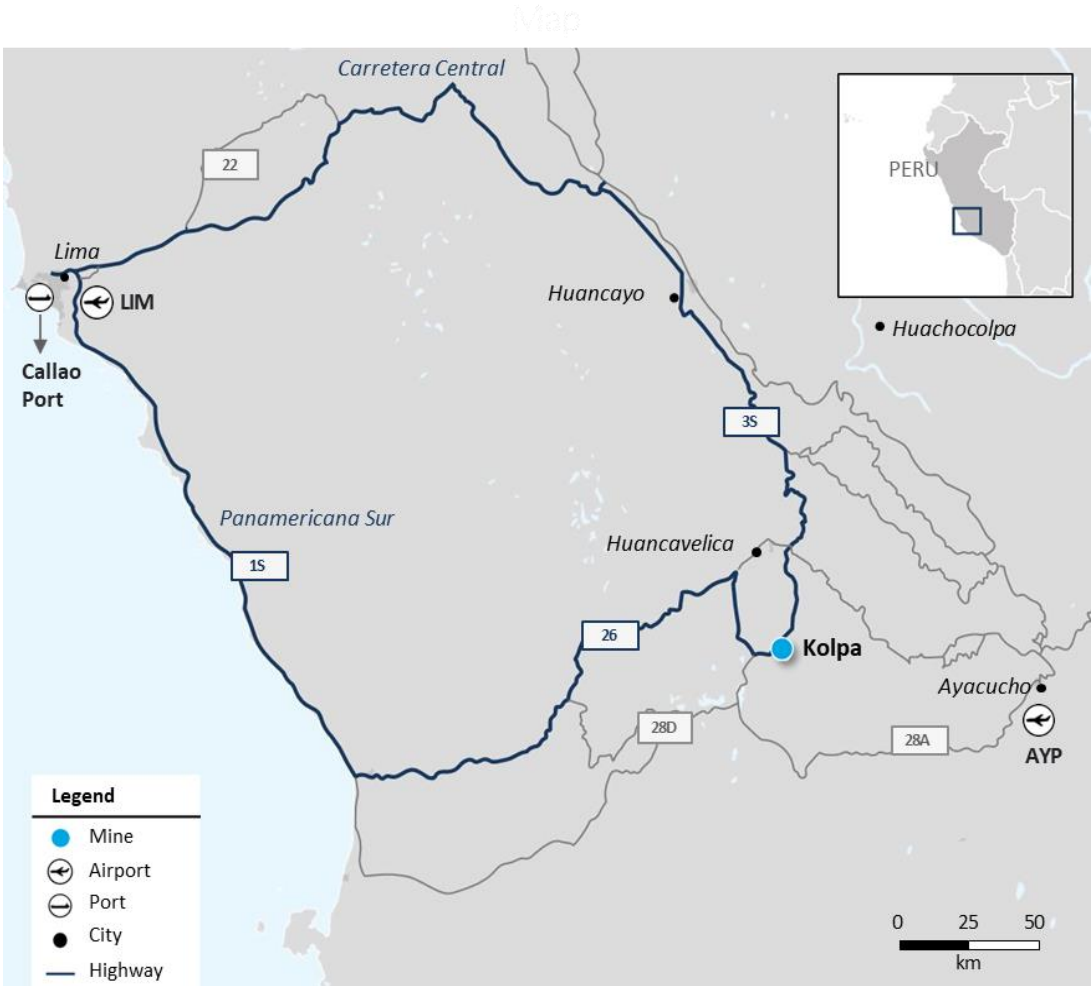 Map
Carretera Central
22
PERU
Lima
LIM
Huancayo
Huachocolpa
Callao
Port
3S
Panamericana Sur
Huancavelica
1S
26
Kolpa
Ayacucho
28D
28A
AYP
Legend
Mine
Airport
Port
City
Highway
0 25 50
km